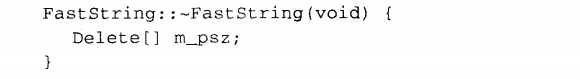 FastString::~FastString(void) {
Delete[] m_psz;
}